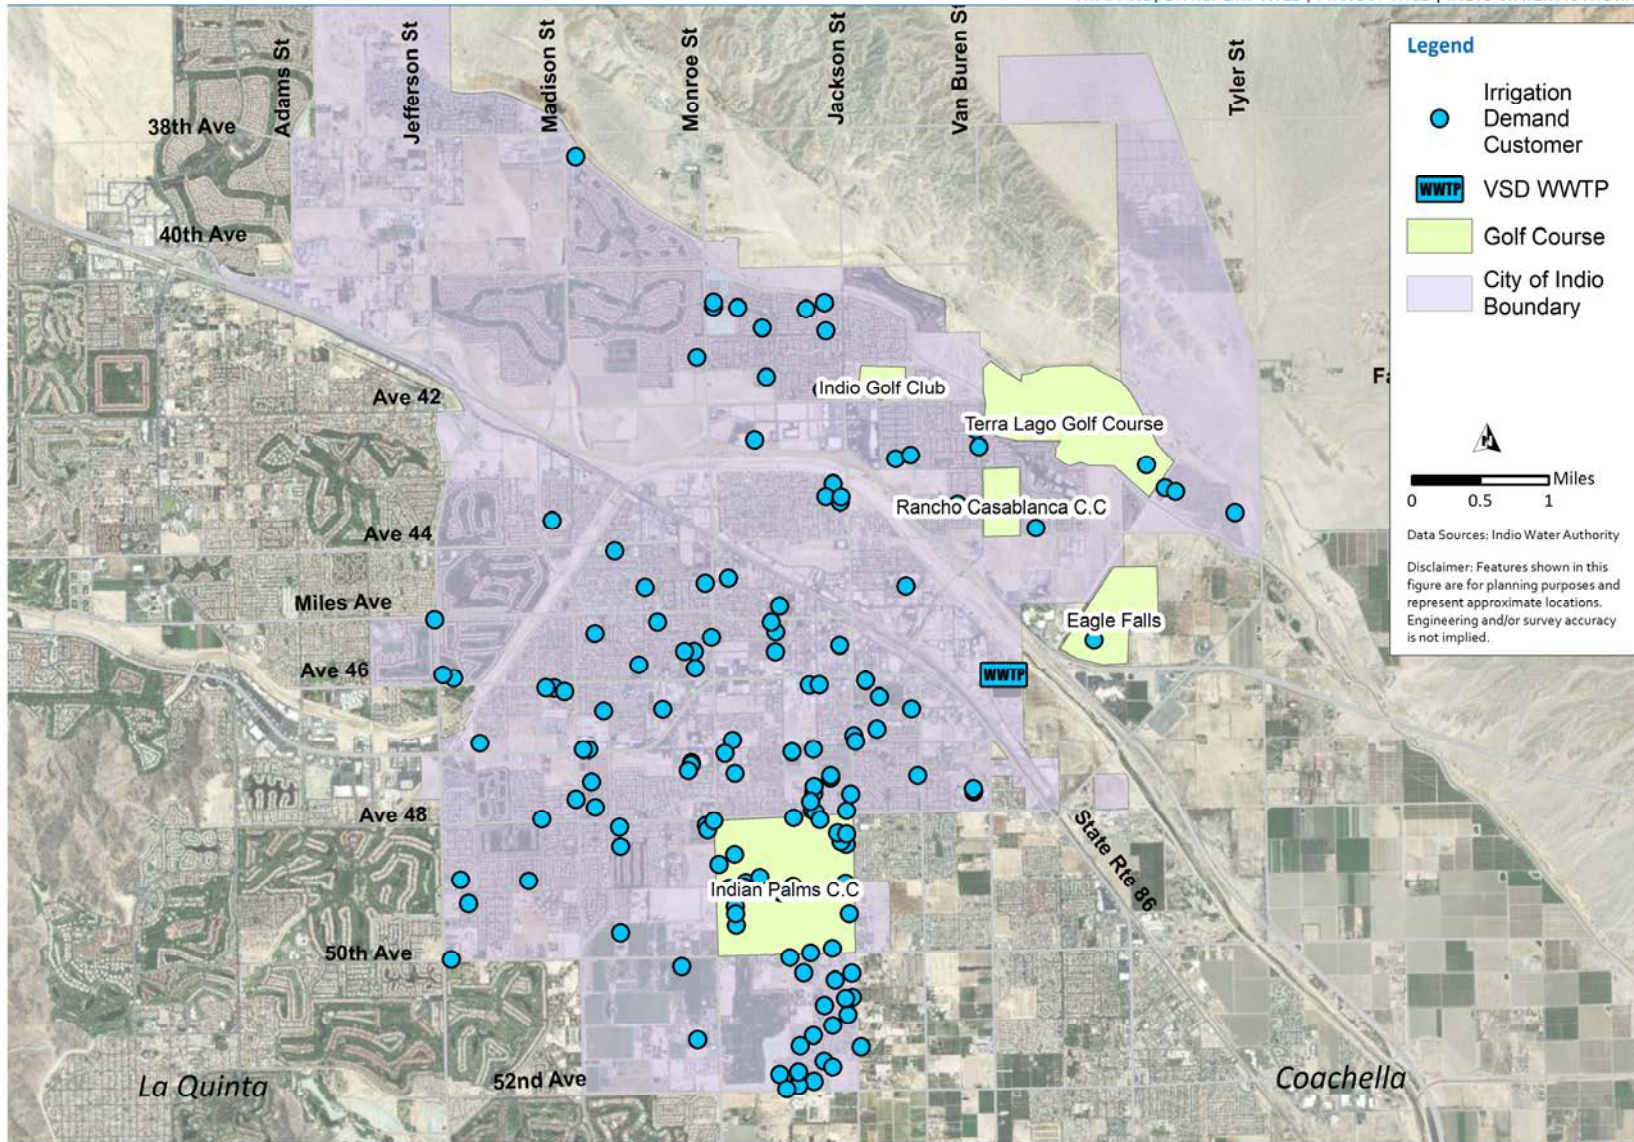 Adams St
Jefferson St
Madison St
Monroe St
Jackson St
Van Buren St
Tyler St
38th Ave
40th Ave
Ave 42
Ave 44
Miles Ave
Ave 46
Ave 48
50th Ave
52nd Ave
Indio Golf Club
Terra Lago Golf Course
Rancho Casablanca C.C
Eagle Falls
WWTP
Indian Palms C.C
State Rte 86
La Quinta
Coachella
Legend
Irrigation
Demand
Customer
WWTP VSD WWTP
Golf Course
City of Indio
Boundary
N
Miles
0 0.5 1
Data Sources: Indio Water Authority
Disclaimer: Features shown in this
figure are for planning purposes and
represent approximate locations.
Engineering and/or survey accuracy
is not implied.